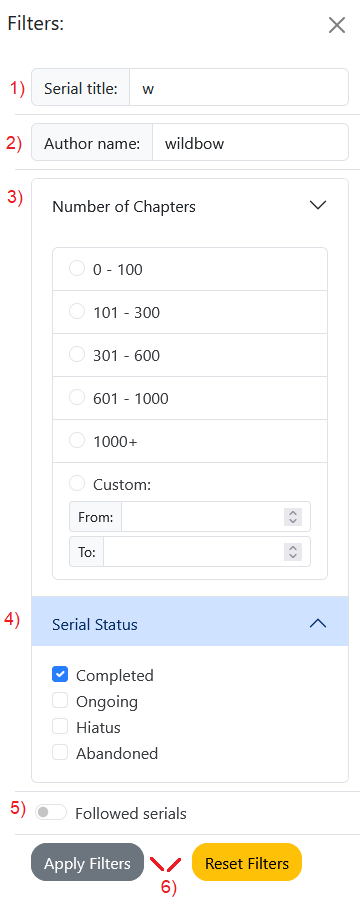 Filters:
1) Serial title: w
2) Author name: wildbow
3) Number of Chapters
0 - 100
101 - 300
301 - 600
601 - 1000
1000+
Custom:
From:
To:
4) Serial Status
Completed
Ongoing
Hiatus
Abandoned
5) Followed serials
Apply Filters Reset Filters
6)